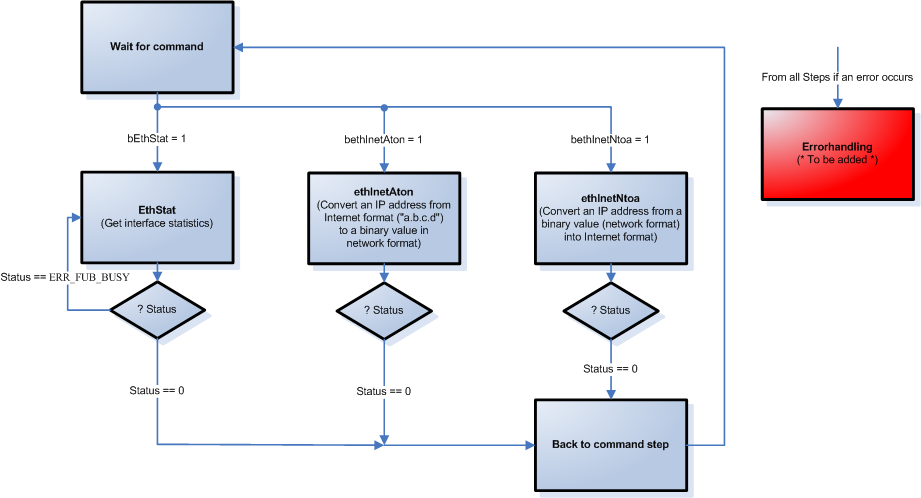 Wait for command
From all Steps if an error occurs
bEthStat = 1
bethInetAton = 1
bethInetNtoa = 1
Errorhandling
(* To be added *)
EthStat
(Get interface statistics)
ethInetAton
(Convert an IP address from
Internet format ("a.b.c.d")
to a binary value in
network format)
ethInetNtoa
(Convert an IP address from a
binary value (network format)
into Internet format)
Status == ERR_FUB_BUSY
? Status
? Status
? Status
Status == 0
Status == 0
Status == 0
Back to command step